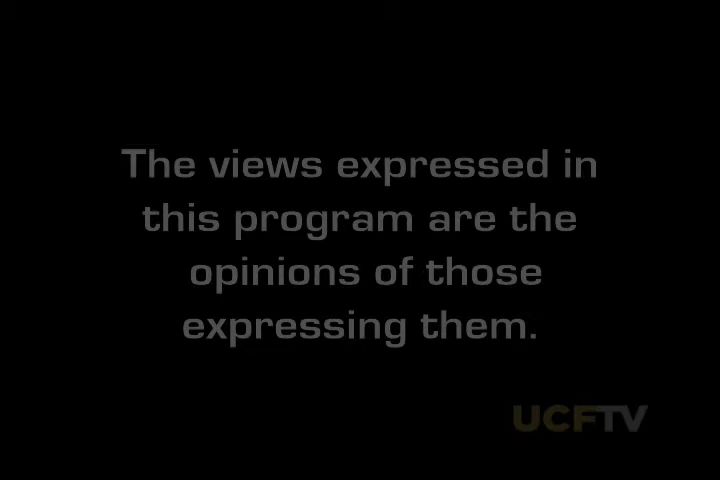 The views expressed in
this program are the
opinions of those
expressing them.
UCFTV